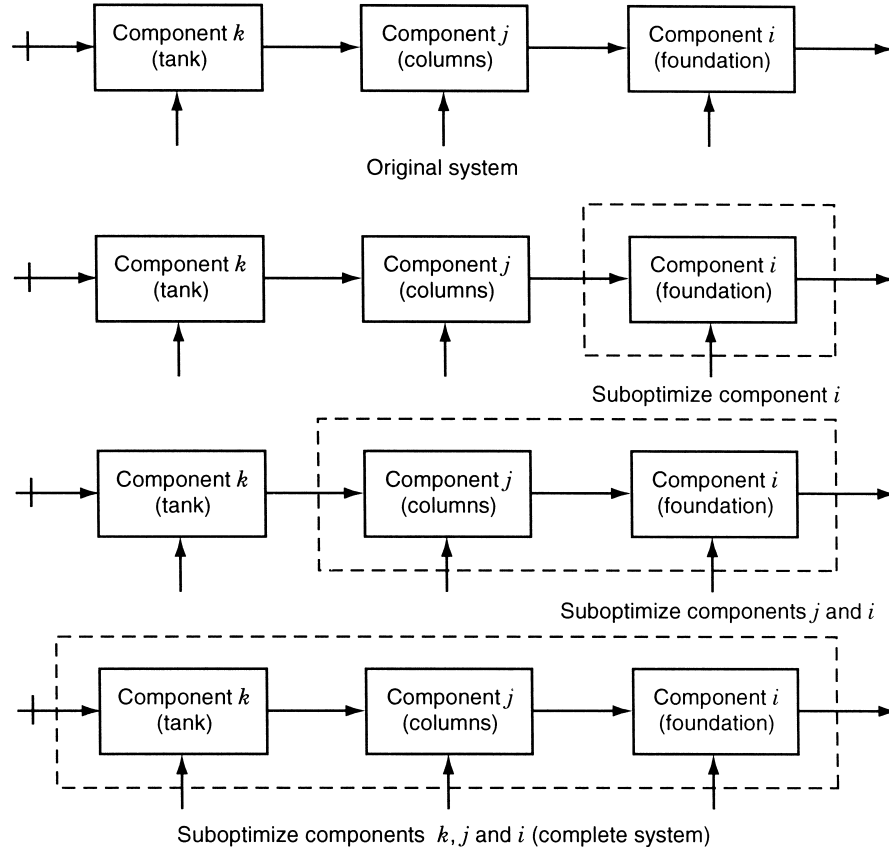 Component k
(tank)
Component j
(columns)
Component i
(foundation)
Original system
Component k
(tank)
Component j
(columns)
Component i
(foundation)
Suboptimize component i
Component k
(tank)
Component j
(columns)
Component i
(foundation)
Suboptimize components j and i
Component k
(tank)
Component j
(columns)
Component i
(foundation)
Suboptimize components k, j and i (complete system)